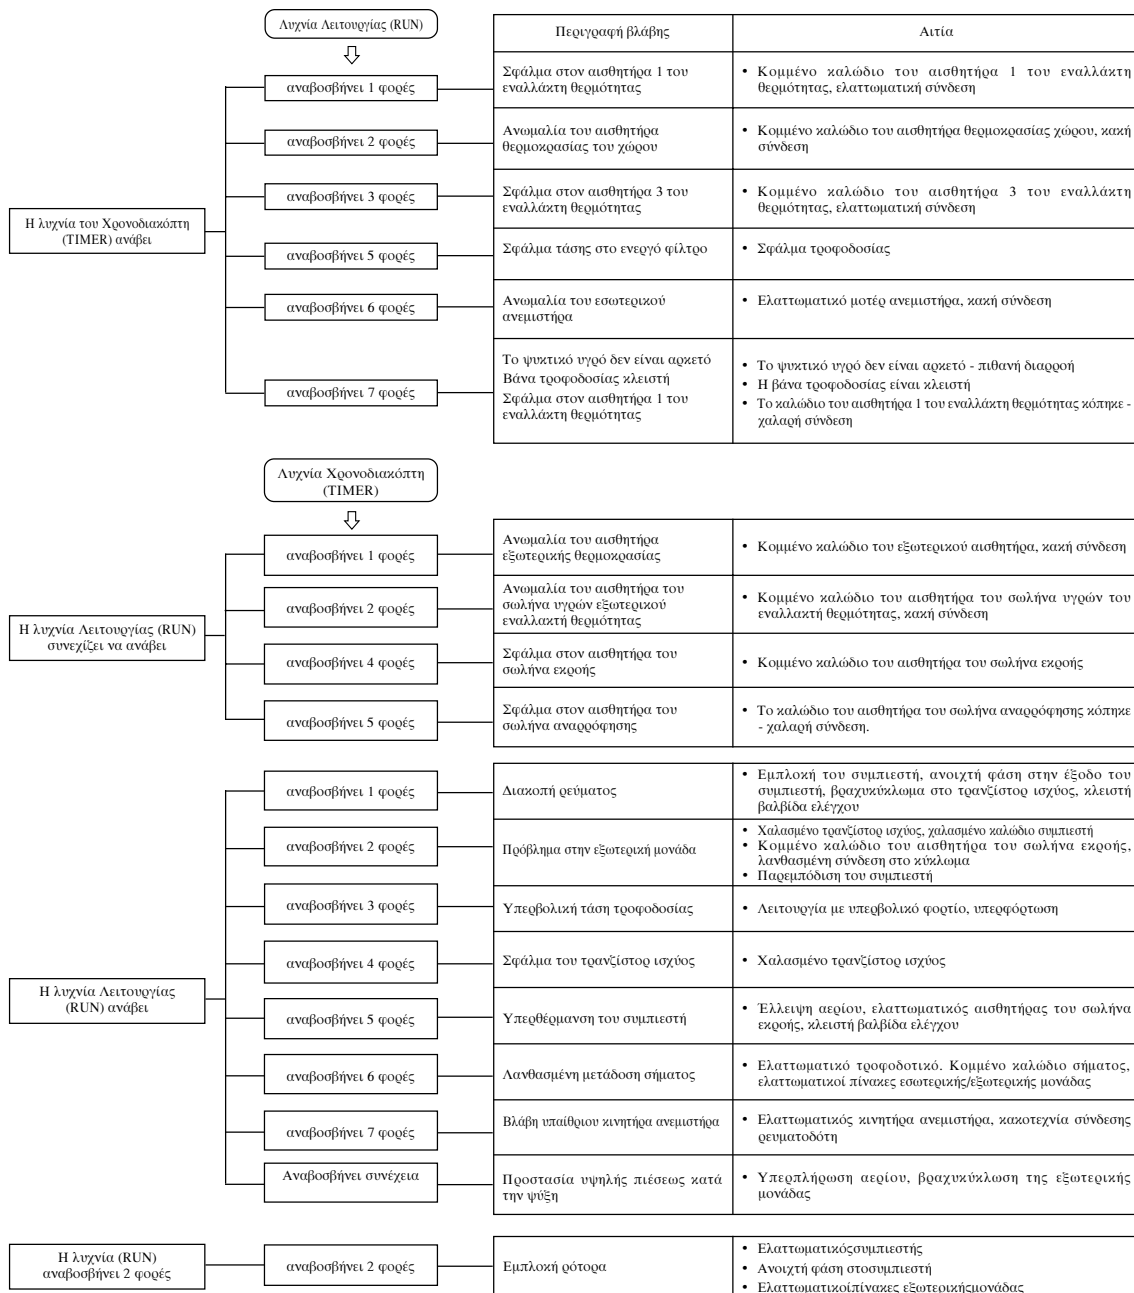 Λυχνία Λειτουργίας (RUN)
Περιγραφή βλάβης
Αιτία
Η λυχνία του Χρονοδιακόπτη
(TIMER) ανάβει
αναβοσβήνει 1 φορές
Σφάλμα στον αισθητήρα 1 του
εναλλάκτη θερμότητας
• Κομμένο καλώδιο του αισθητήρα 1 του εναλλάκτη
θερμότητας, ελαττωματική σύνδεση
αναβοσβήνει 2 φορές
Ανωμαλία του αισθητήρα
θερμοκρασίας του χώρου
• Κομμένο καλώδιο του αισθητήρα θερμοκρασίας χώρου, κακή
σύνδεση
αναβοσβήνει 3 φορές
Σφάλμα στον αισθητήρα 3 του
εναλλάκτη θερμότητας
• Κομμένο καλώδιο του αισθητήρα 3 του εναλλάκτη
θερμότητας, ελαττωματική σύνδεση
αναβοσβήνει 5 φορές
Σφάλμα τάσης στο ενεργό φίλτρο
• Σφάλμα τροφοδοσίας
αναβοσβήνει 6 φορές
Ανωμαλία του εσωτερικού
ανεμιστήρα
• Ελαττωματικό μοτέρ ανεμιστήρα, κακή σύνδεση
αναβοσβήνει 7 φορές
Το ψυκτικό υγρό δεν είναι αρκετό
Βάνα τροφοδοσίας κλειστή
Σφάλμα στον αισθητήρα 1 του
εναλλάκτη θερμότητας
• Το ψυκτικό υγρό δεν είναι αρκετό - πιθανή διαρροή
• Η βάνα τροφοδοσίας είναι κλειστή
• Το καλώδιο του αισθητήρα 1 του εναλλάκτη θερμότητας κόπηκε -
χαλαρή σύνδεση
Λυχνία Χρονοδιακόπτη
(TIMER)
Η λυχνία Λειτουργίας (RUN)
συνεχίζει να ανάβει
αναβοσβήνει 1 φορές
Ανωμαλία του αισθητήρα
εξωτερικής θερμοκρασίας
• Κομμένο καλώδιο του εξωτερικού αισθητήρα, κακή σύνδεση
αναβοσβήνει 2 φορές
Ανωμαλία του αισθητήρα του
σωλήνα υγρών εξωτερικού
εναλλακτή θερμότητας
• Κομμένο καλώδιο του αισθητήρα του σωλήνα υγρών του
εναλλακτή θερμότητας, κακή σύνδεση
αναβοσβήνει 4 φορές
Σφάλμα στον αισθητήρα του
σωλήνα εκροής
• Κομμένο καλώδιο του αισθητήρα του σωλήνα εκροής
αναβοσβήνει 5 φορές
Σφάλμα στον αισθητήρα του
σωλήνα αναρρόφησης
• Το καλώδιο του αισθητήρα του σωλήνα αναρρόφησης κόπηκε
- χαλαρή σύνδεση.
Η λυχνία Λειτουργίας
(RUN) ανάβει
αναβοσβήνει 1 φορές
Διακοπή ρεύματος
• Εμπλοκή του συμπιεστή, ανοιχτή φάση στην έξοδο του
συμπιεστή, βραχυκύκλωμα στο τρανζίστορ ισχύος, κλειστή
βαλβίδα ελέγχου
αναβοσβήνει 2 φορές
Πρόβλημα στην εξωτερική μονάδα
• Χαλασμένο τρανζίστορ ισχύος, χαλασμένο καλώδιο συμπιεστή
• Κομμένο καλώδιο του αισθητήρα του σωλήνα εκροής,
λανθασμένη σύνδεση στο κύκλωμα
• Παρεμπόδιση του συμπιεστή
αναβοσβήνει 3 φορές
Υπερβολική τάση τροφοδοσίας
• Λειτουργία με υπερβολικό φορτίο, υπερφόρτωση
αναβοσβήνει 4 φορές
Σφάλμα του τρανζίστορ ισχύος
• Χαλασμένο τρανζίστορ ισχύος
αναβοσβήνει 5 φορές
Υπερθέρμανση του συμπιεστή
• Έλλειψη αερίου, ελαττωματικός αισθητήρας του σωλήνα
εκροής, κλειστή βαλβίδα ελέγχου
αναβοσβήνει 6 φορές
Λανθασμένη μετάδοση σήματος
• Ελαττωματικό τροφοδοτικό. Κομμένο καλώδιο σήματος,
ελαττωματικοί πίνακες εσωτερικής/εξωτερικής μονάδας
αναβοσβήνει 7 φορές
Βλάβη υπαίθριου κινητήρα ανεμιστήρα
• Ελαττωματικός κινητήρα ανεμιστήρα, κακοτεχνία σύνδεσης
ρευματοδότη
Αναβοσβήνει συνέχεια
Προστασία υψηλής πιέσεως κατά
την ψύξη
• Υπερπλήρωση αερίου, βραχυκύκλωση της εξωτερικής
μονάδας
Η λυχνία (RUN)
αναβοσβήνει 2 φορές
αναβοσβήνει 2 φορές
Εμπλοκή ρότορα
• Ελαττωματικόςσυμπιεστής
• Ανοιχτή φάση στοσυμπιεστή
• Ελαττωματικοίπίνακες εξωτερικήςμονάδας